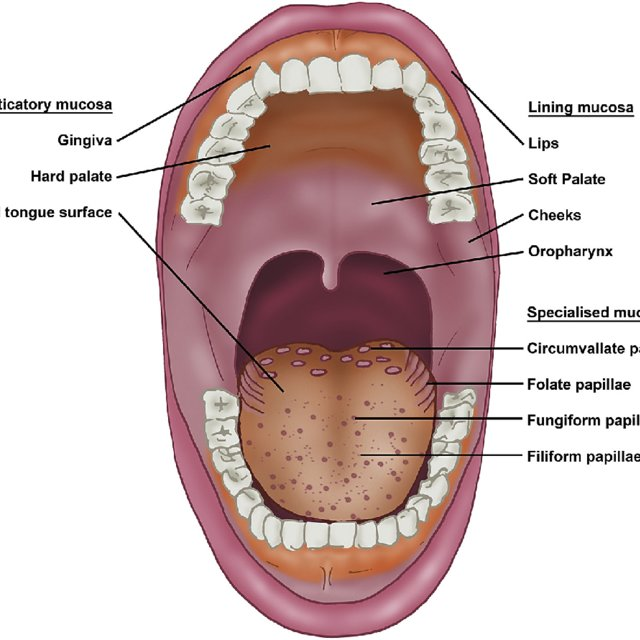 ticatory mucosa
Gingiva
Hard palate
tongue surface
Lining mucosa
Lips
Soft Palate
Cheeks
Oropharynx
Specialised muc
Circumvallate pa
Folate papillae
Fungiform papil
Filiform papillae